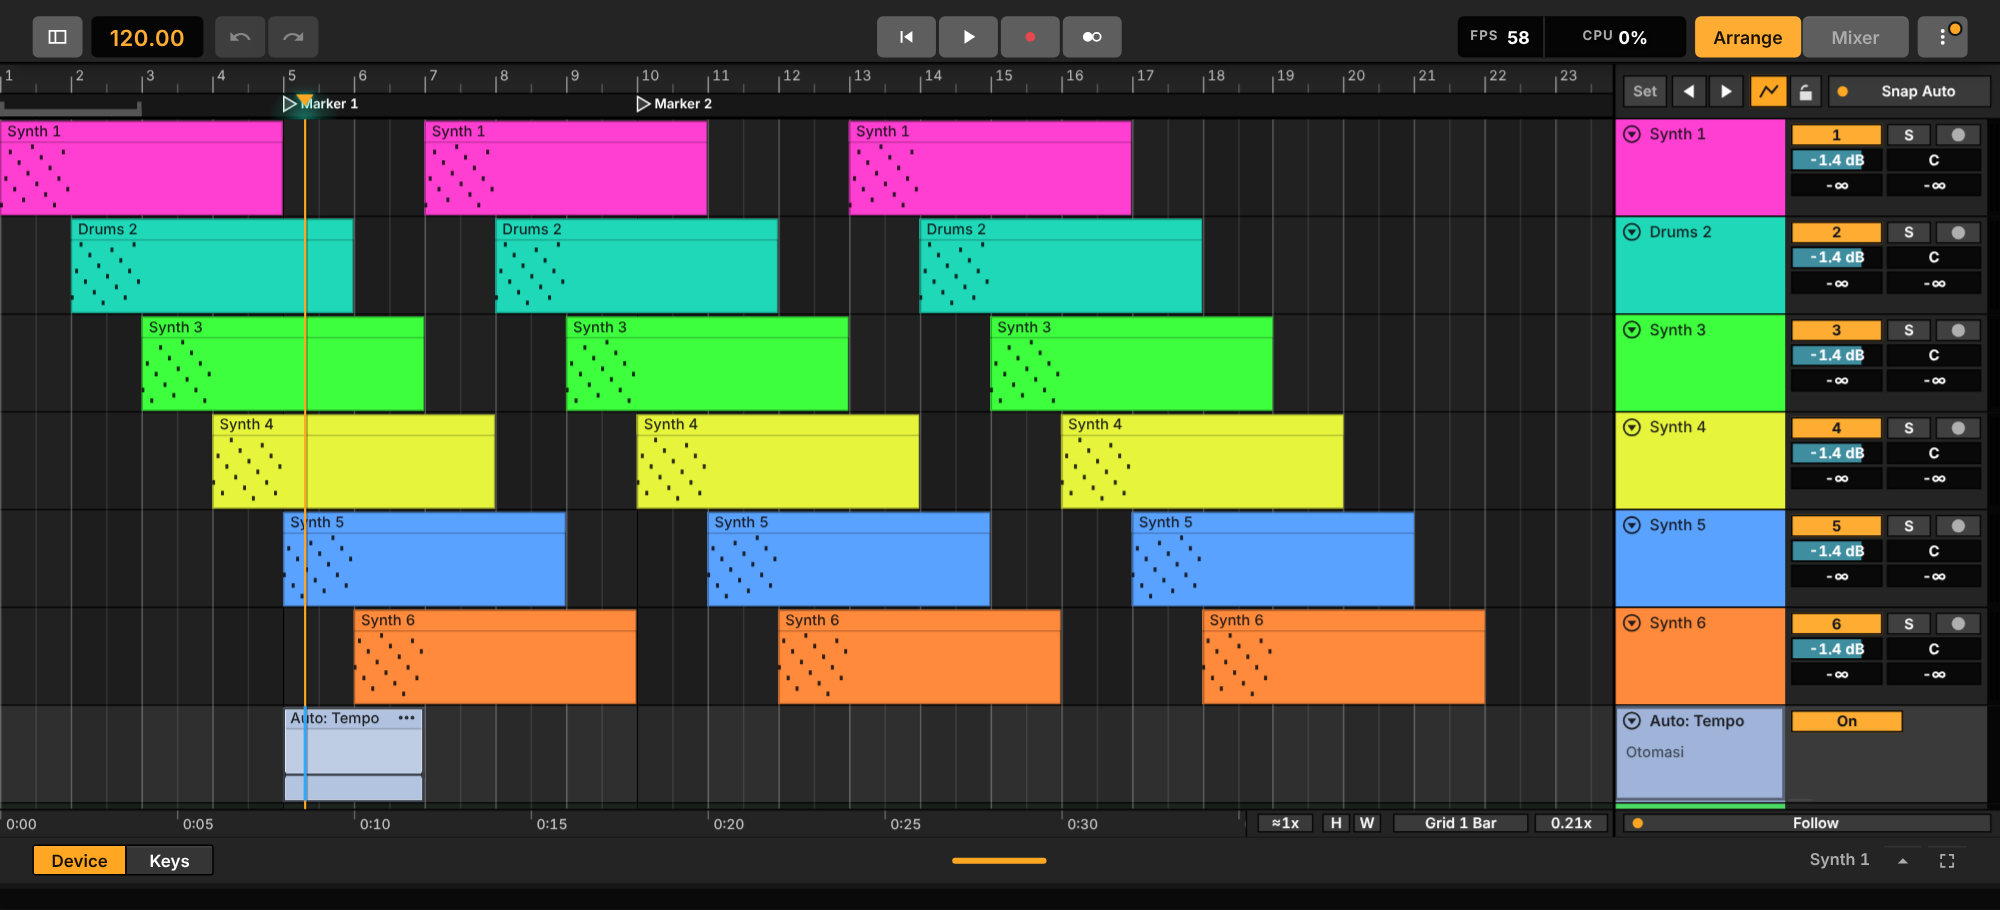 120.00
FPS 58 CPU 0% Arrange Mixer
1 2 3 4 5 6 7 8 9 10 11 12 13 14 15 16 17 18 19 20 21 22 23
Marker 1 Marker 2
Set Snap Auto
Synth 1 Synth 1 Synth 1 Synth 1 1 S
-1.4 dB C
-∞ -∞
Drums 2 Drums 2 Drums 2 Drums 2 2 S
-1.4 dB C
-∞ -∞
Synth 3 Synth 3 Synth 3 Synth 3 3 S
-1.4 dB C
-∞ -∞
Synth 4 Synth 4 Synth 4 Synth 4 4 S
-1.4 dB C
-∞ -∞
Synth 5 Synth 5 Synth 5 Synth 5 5 S
-1.4 dB C
-∞ -∞
Synth 6 Synth 6 Synth 6 Synth 6 6 S
-1.4 dB C
-∞ -∞
Auto: Tempo Auto: Tempo On
Otomasi
0:00 0:05 0:10 0:15 0:20 0:25 0:30 ≈1x H W Grid 1 Bar 0.21x Follow
Device Keys Synth 1